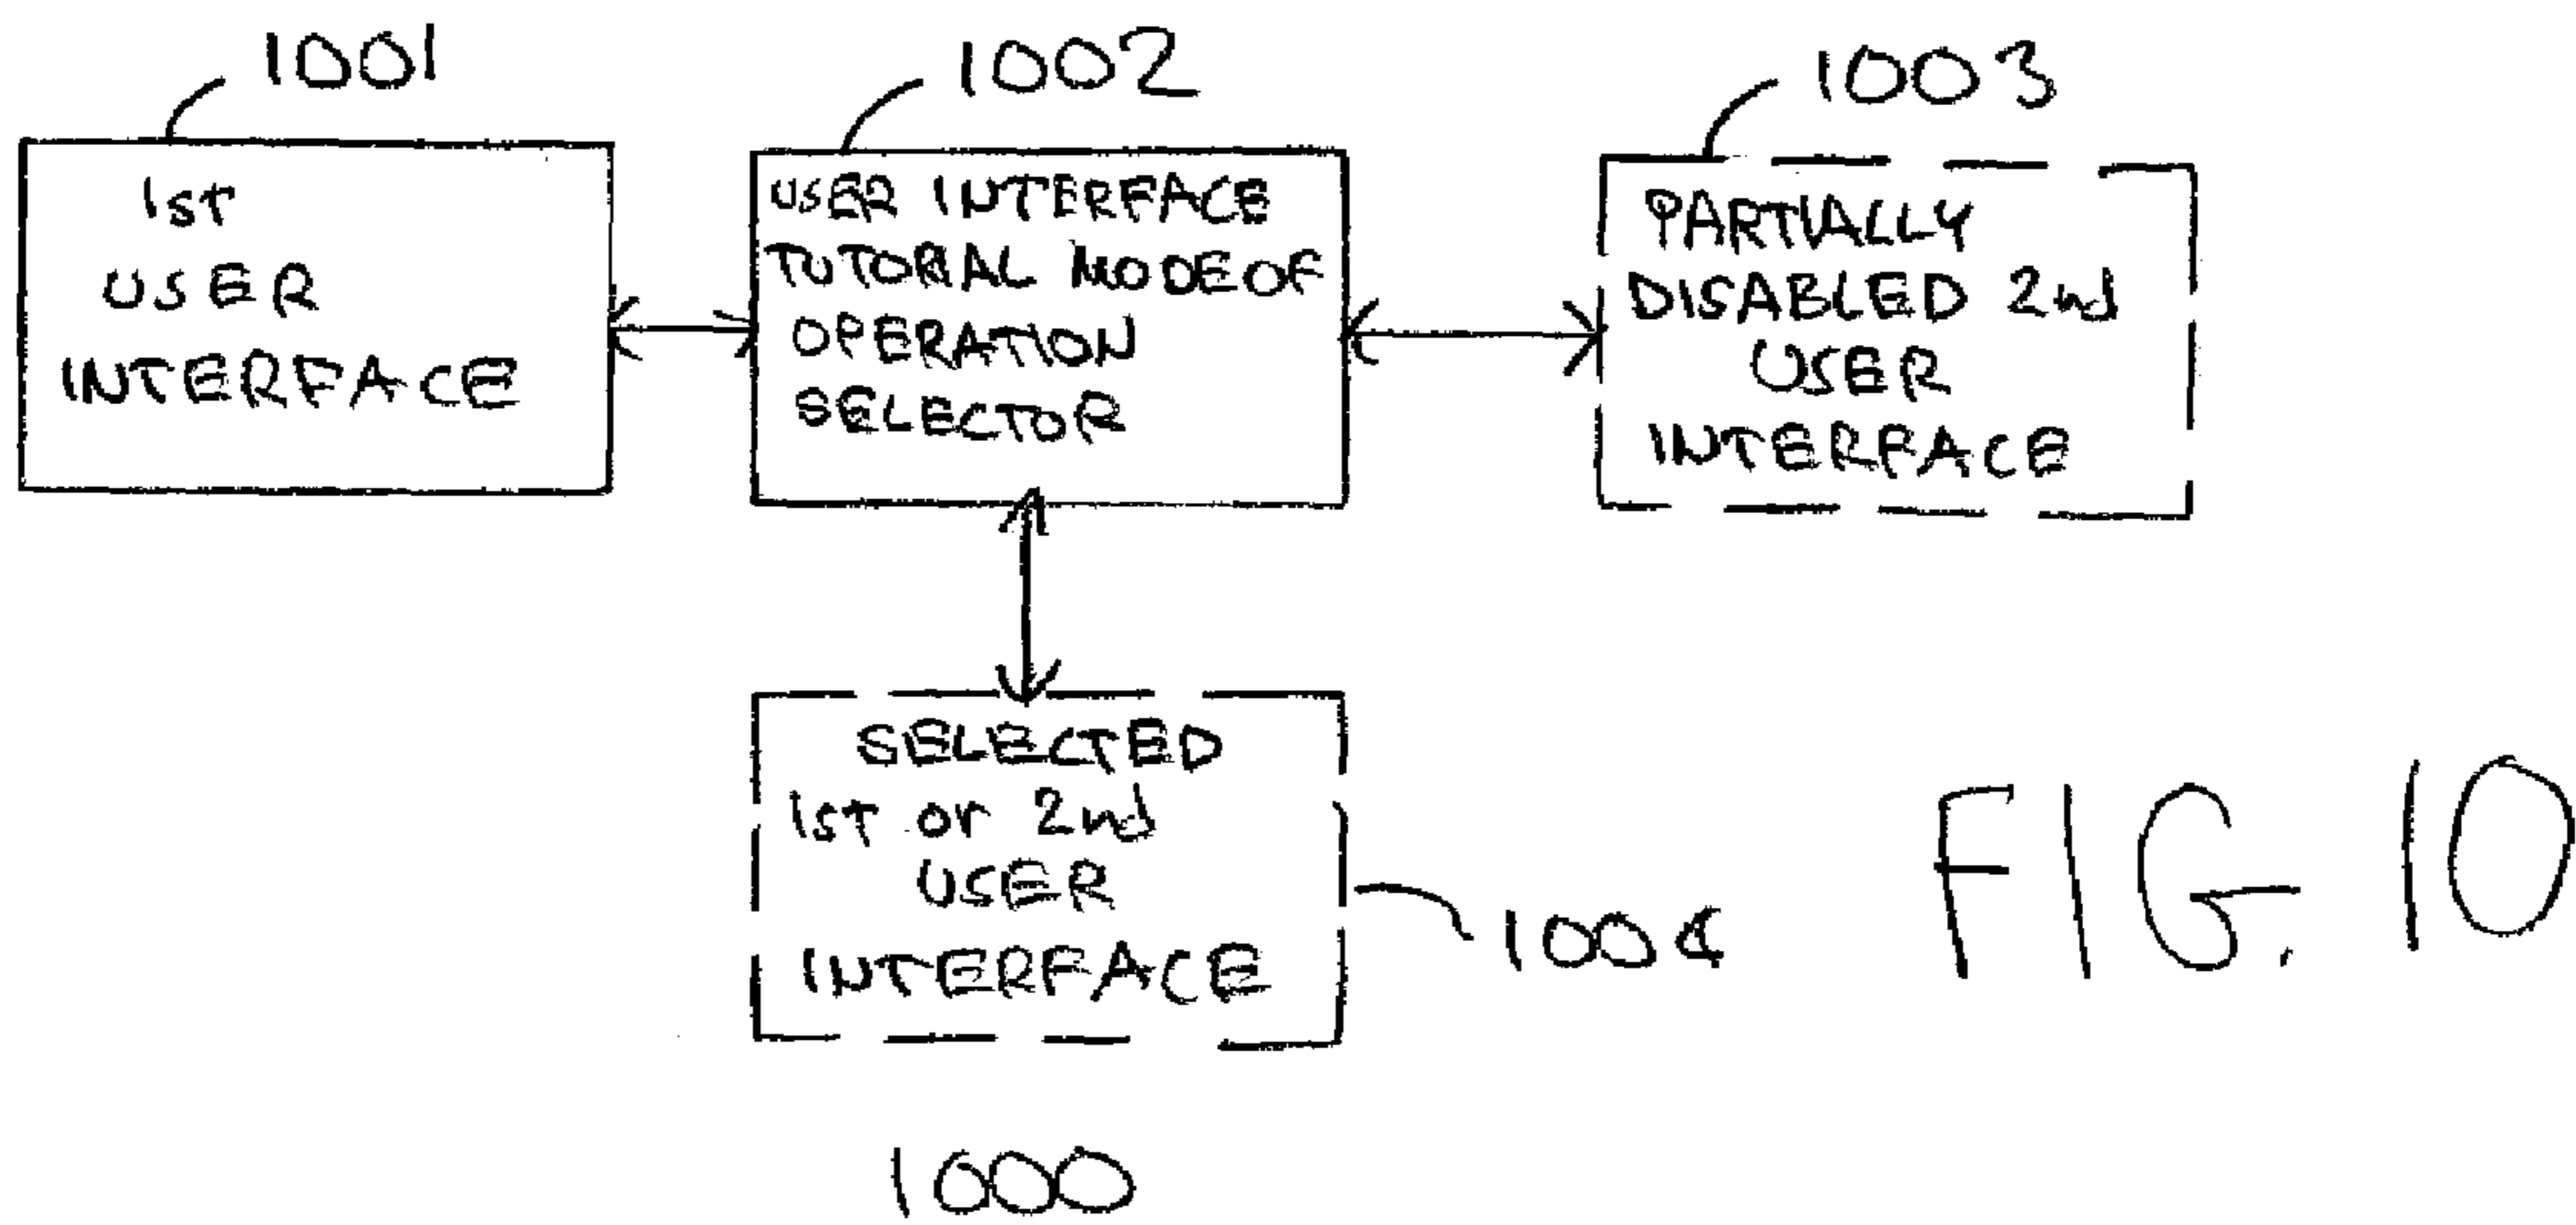 1001
1002
1003
1st
USER
INTERFACE
USER INTERFACE
TUTORIAL MODE OF
OPERATION
SELECTOR
PARTIALLY
DISABLED 2nd
USER
INTERFACE
SELECTED
1st or 2nd
USER
INTERFACE
1004
FIG. 10
1000